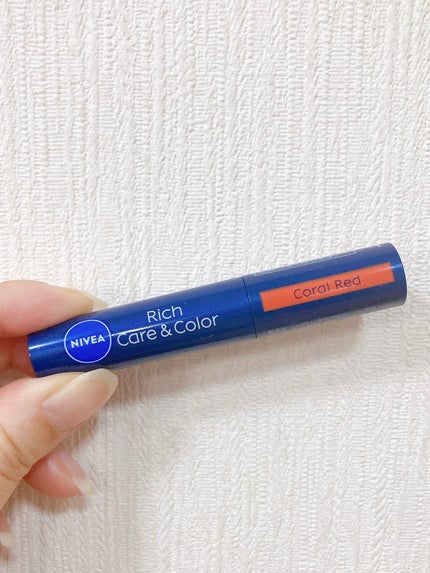 NIVEA
Rich
Care & Color
Coral Red